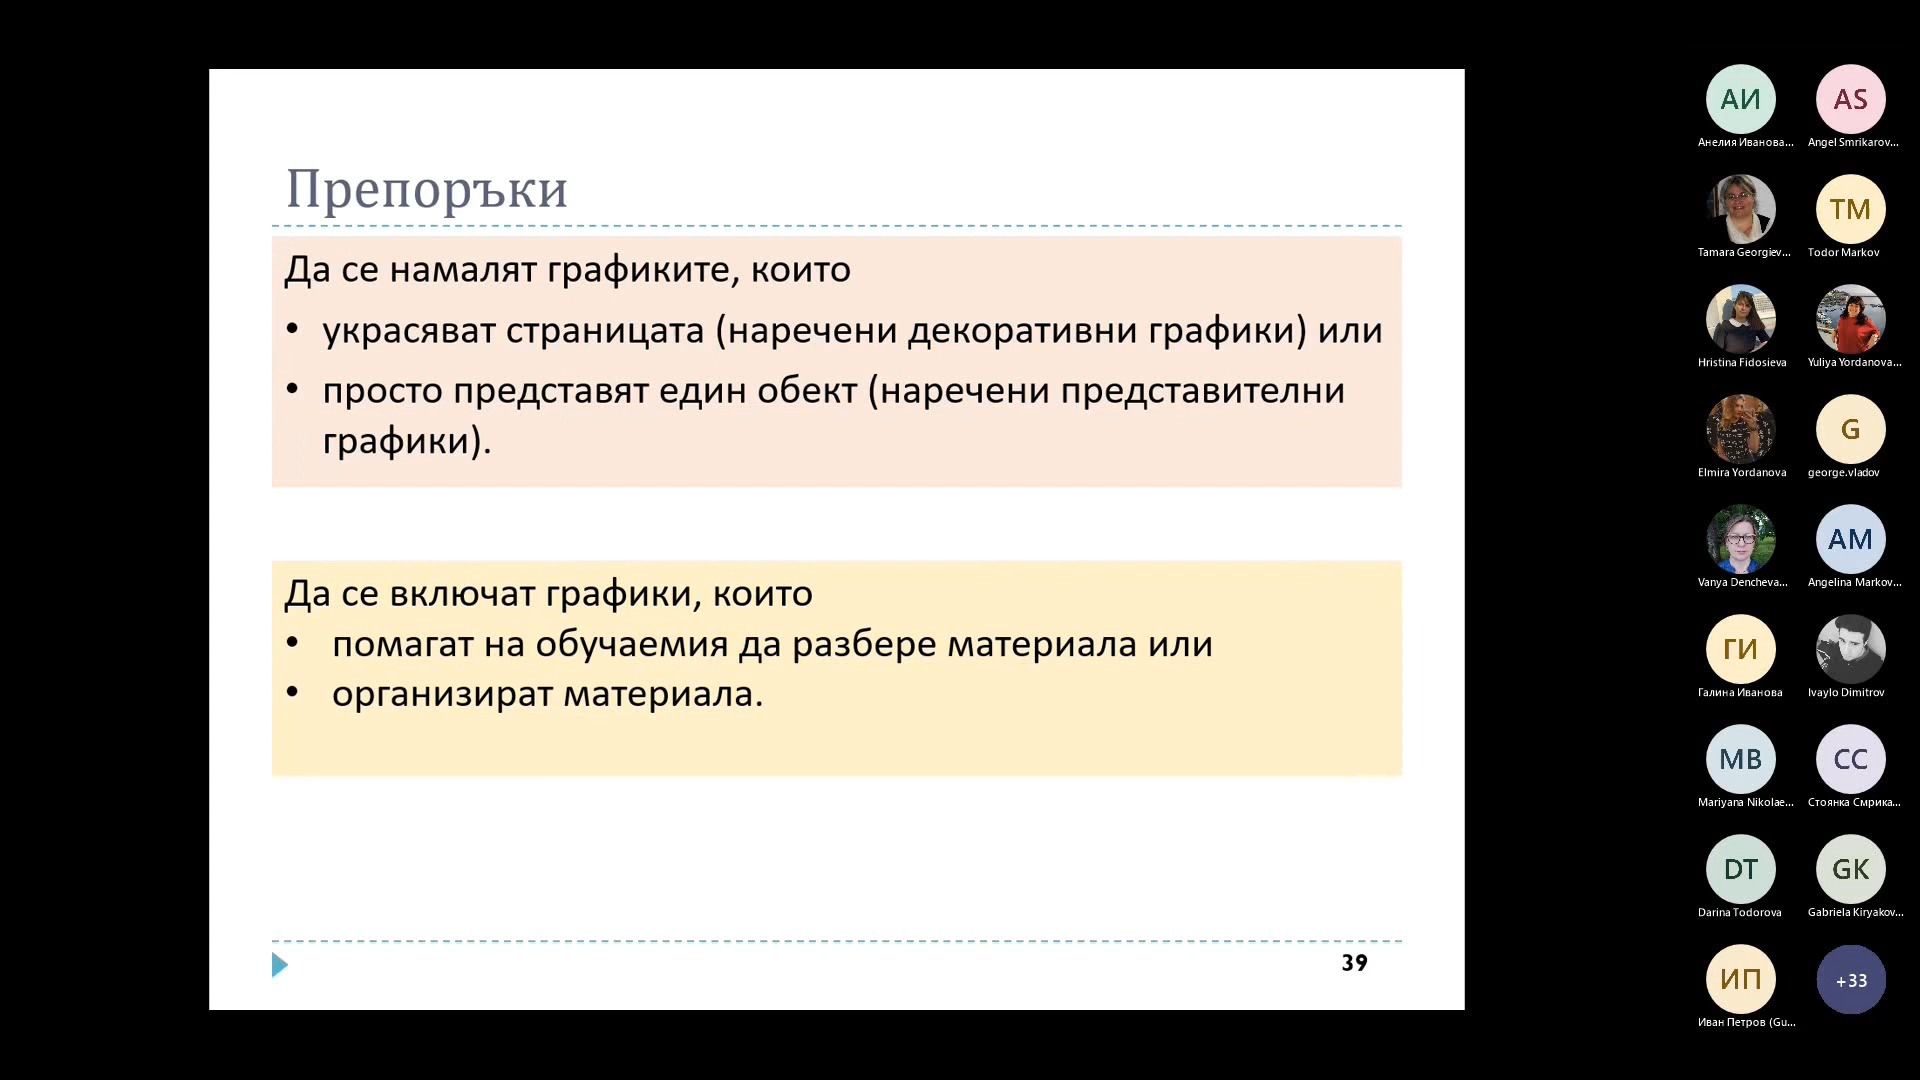 Препоръки
Да се намалят графиките, които
• украсяват страницата (наречени декоративни графики) или
• просто представят един обект (наречени представителни
графики).
Да се включат графики, които
• помагат на обучаемия да разбере материала или
• организират материала.
39
АИ
Анелия Иванова...
AS
Angel Smrikarov...
Tamara Georgiev...
TM
Todor Markov
Hristina Fidosieva
Yuliya Yordanova...
Elmira Yordanova
G
george.vladov
Vanya Dencheva...
AM
Angelina Markov...
ГИ
Галина Иванова
Ivaylo Dimitrov
MB
Mariyana Nikolae...
СС
Стоянка Смрика...
DT
Darina Todorova
GK
Gabriela Kiryakov...
ИП
Иван Петров (Gu...
+33